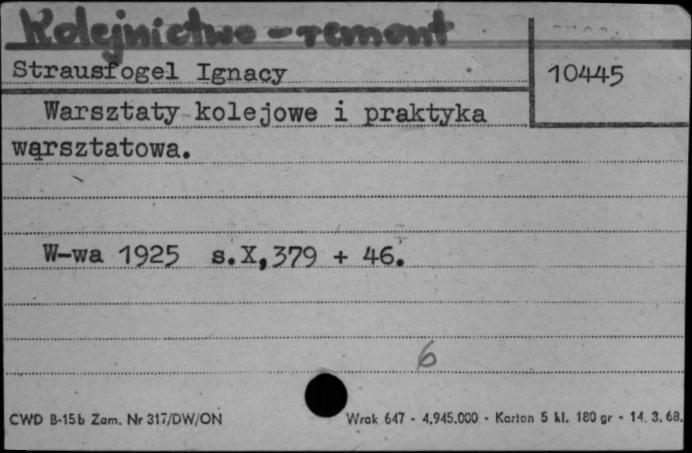 Kolejnictwo - remont
Strausfogel Ignacy
10445
Warsztaty kolejowe i praktyka
wąrsztatowa.
W-wa 1925 s.X,379 + 46.
6
CWD B-15b Zam. Nr 317/DW/ON
Wrak 647 - 4.945.000 - Karton 5 kl. 180 gr - 14. 3. 68.